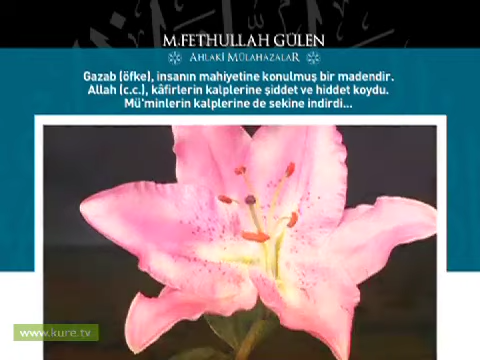 M.FETHULLAH GÜLEN
AHLAKİ MÜLAHAZALAR
Gazab (öfke), insanın mahiyetine konulmuş bir madendir.
Allah (c.c.), kâfirlerin kalplerine şiddet ve hiddet koydu.
Mü'minlerin kalplerine de sekine indirdi...
www.kure.tv